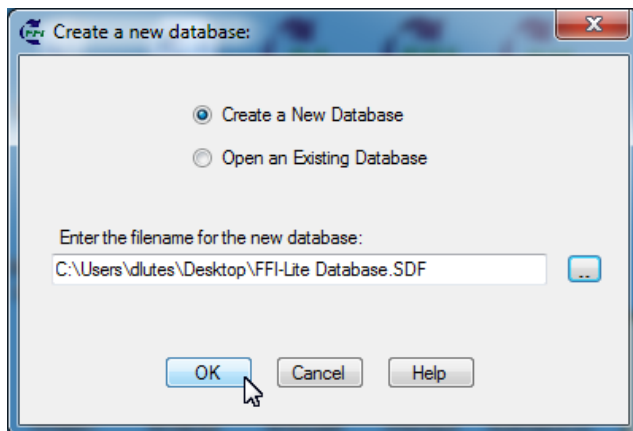 Create a new database:
Create a New Database
Open an Existing Database
Enter the filename for the new database:
C:\Users\dlutes\Desktop\FFI-Lite Database.SDF
..
OK
Cancel
Help